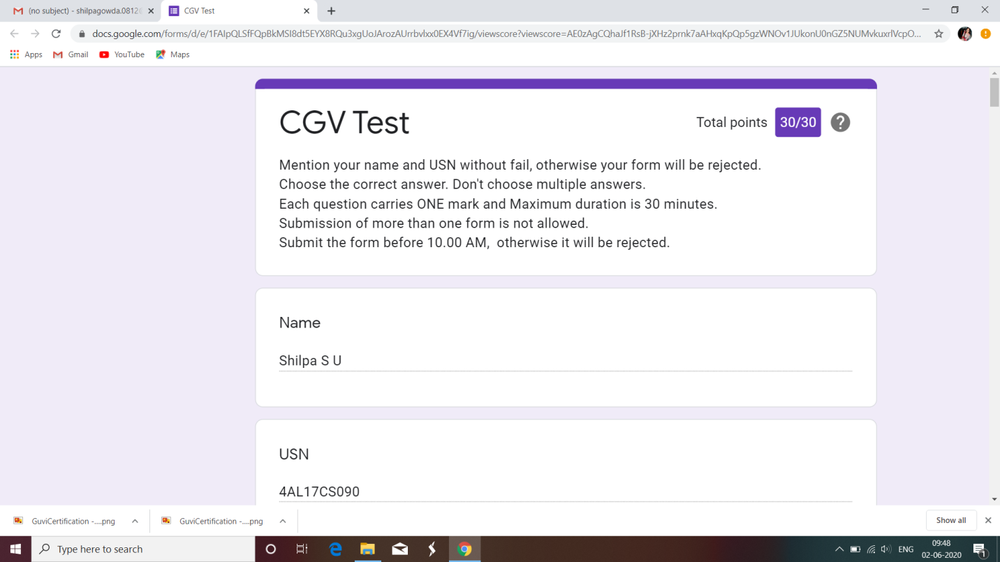 (no subject) - shilpagowda.0812
CGV Test
docs.google.com/forms/d/e/1FAIpQLSfFQpBkMSI8dt5EYX8RQu3xgUoJArozAUrrbvlxx0EX4Vf7ig/viewscore?viewscore=AE0zAgCQhaJf1RsB-jXHz2prnk7aAHxqKpQp5gzWNOv1JUkonU0nGZ5NUMvkuxrlVcpO...
Apps Gmail YouTube Maps
CGV Test
Total points 30/30 ?
Mention your name and USN without fail, otherwise your form will be rejected.
Choose the correct answer. Don't choose multiple answers.
Each question carries ONE mark and Maximum duration is 30 minutes.
Submission of more than one form is not allowed.
Submit the form before 10.00 AM, otherwise it will be rejected.
Name
Shilpa S U
USN
4AL17CS090
GuviCertification -....png GuviCertification -....png Show all
Type here to search
ENG
09:48
02-06-2020
1